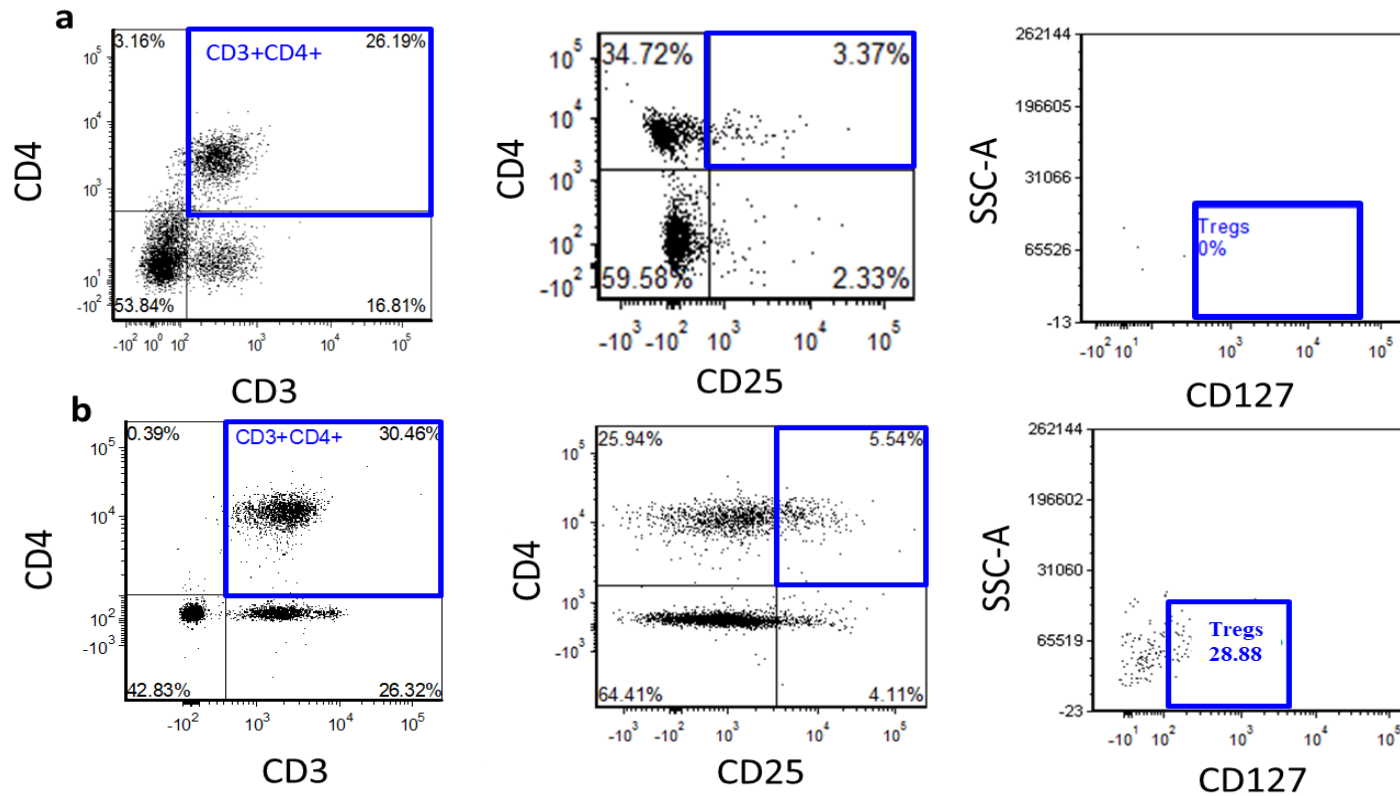 a
3.16%
26.19%
CD3+CD4+
10^5
10^4
10^3
10^2
10^1
-10^2
53.84%
16.81%
-10^2 10^0 10^2 10^3 10^4 10^5
CD4
CD3
34.72%
3.37%
10^5
10^4
10^3
10^2
-10^2
59.58%
2.33%
-10^3 -10^2 10^3 10^4 10^5
CD4
CD25
262144
196605
31066
65526
-13
Tregs
0%
-10^2 10^1 10^3 10^4 10^5
SSC-A
CD127
b
0.39%
CD3+CD4+
30.46%
10^5
10^4
10^2
-10^3
42.83%
26.32%
-10^2 10^3 10^4 10^5
CD4
CD3
25.94%
5.54%
10^5
10^4
10^3
-10^3
64.41%
4.11%
-10^3 -10^2 10^3 10^4 10^5
CD4
CD25
262144
196602
31060
65519
-23
Tregs
28.88
-10^1 10^2 10^3 10^4 10^5
SSC-A
CD127